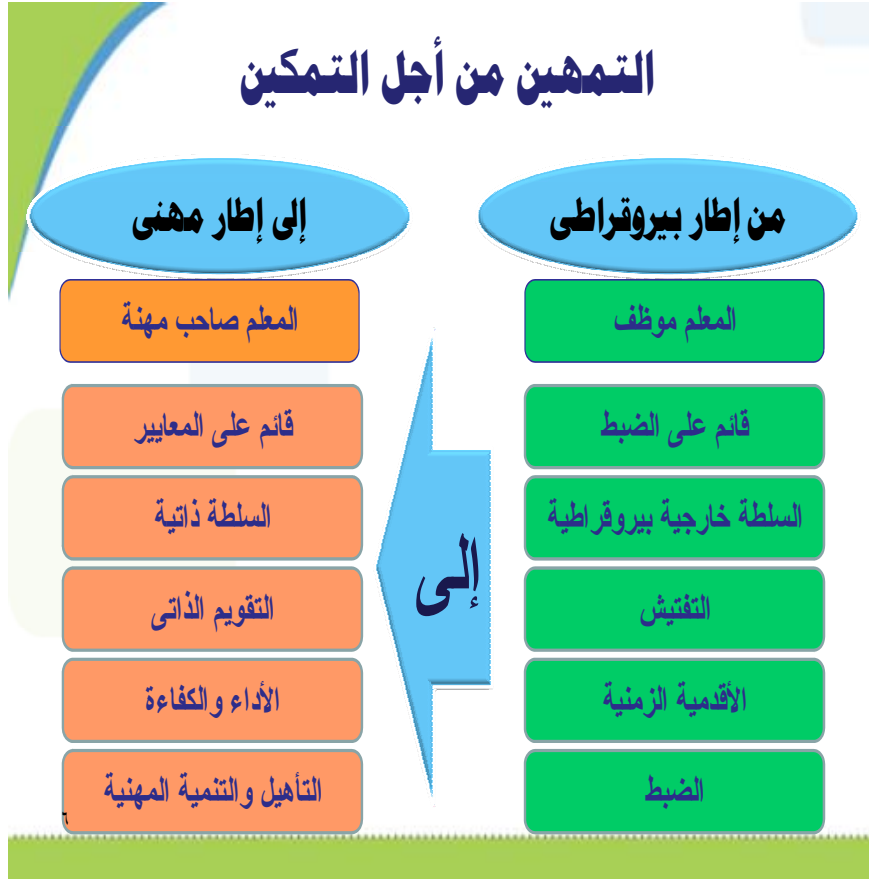 التمهين من أجل التمكين
من إطار بيروقراطى
إلى إطار مهنى
المعلم موظف
المعلم صاحب مهنة
قائم على الضبط
قائم على المعايير
السلطة خارجية بيروقراطية
السلطة ذاتية
إلى
التفتيش
التقويم الذاتى
الأقدمية الزمنية
الأداء والكفاءة
الضبط
التأهيل والتنمية المهنية
٦